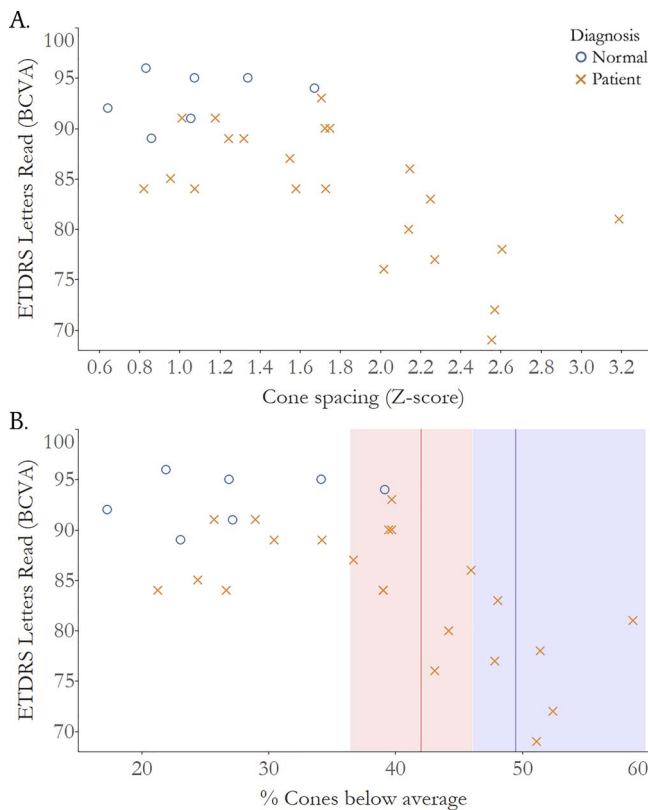 A.
Diagnosis
Normal
Patient
ETDRS Letters Read (BCVA)
100
95
90
85
80
75
70
0.6 0.8 1.0 1.2 1.4 1.6 1.8 2.0 2.2 2.4 2.6 2.8 3.0 3.2
Cone spacing (Z-score)
B.
ETDRS Letters Read (BCVA)
100
95
90
85
80
75
70
20 30 40 50 60
% Cones below average